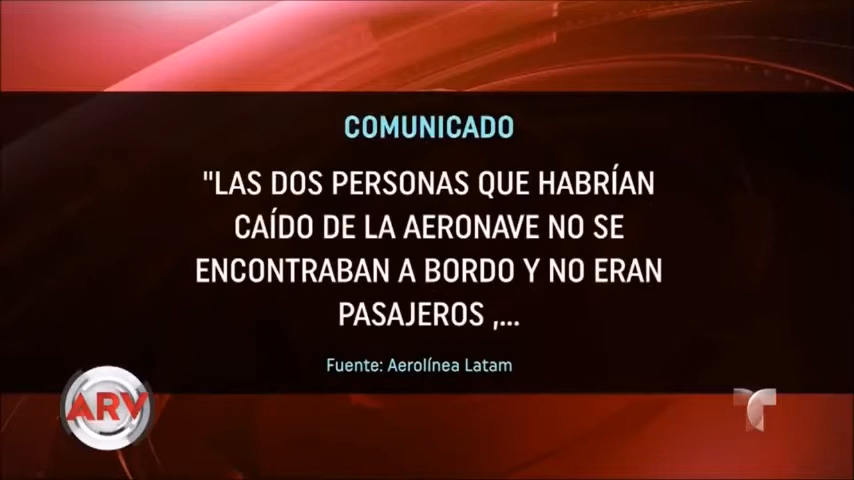 COMUNICADO
"LAS DOS PERSONAS QUE HABRÍAN
CAÍDO DE LA AERONAVE NO SE
ENCONTRABAN A BORDO Y NO ERAN
PASAJEROS ,...
Fuente: Aerolínea Latam
ARV